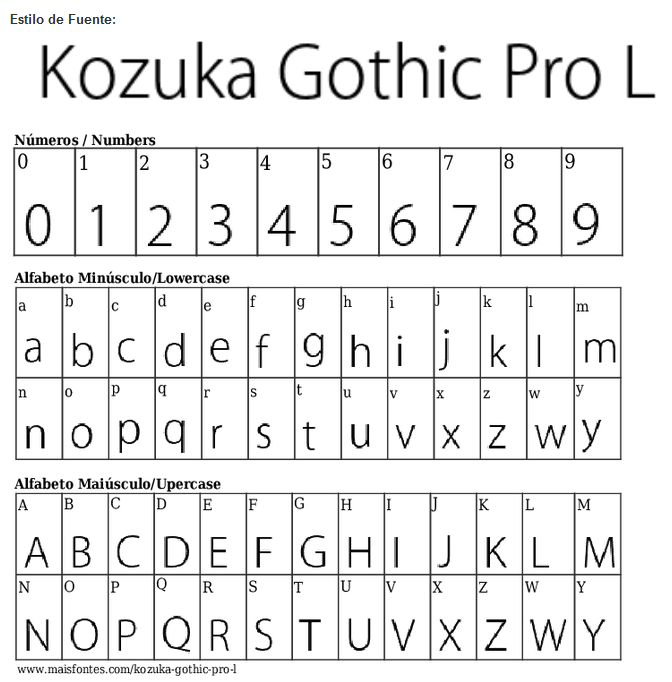 Estilo de Fuente:
Kozuka Gothic Pro L
Números / Numbers
0 1 2 3 4 5 6 7 8 9
0 1 2 3 4 5 6 7 8 9
Alfabeto Minúsculo/Lowercase
a b c d e f g h i j k l m
a b c d e f g h i j k l m
n o p q r s t u v x z w y
n o p q r s t u v x z w y
Alfabeto Maiúsculo/Upercase
A B C D E F G H I J K L M
A B C D E F G H I J K L M
N O P Q R S T U V X Z W Y
N O P Q R S T U V X Z W Y
www.maisfontes.com/kozuka-gothic-pro-l